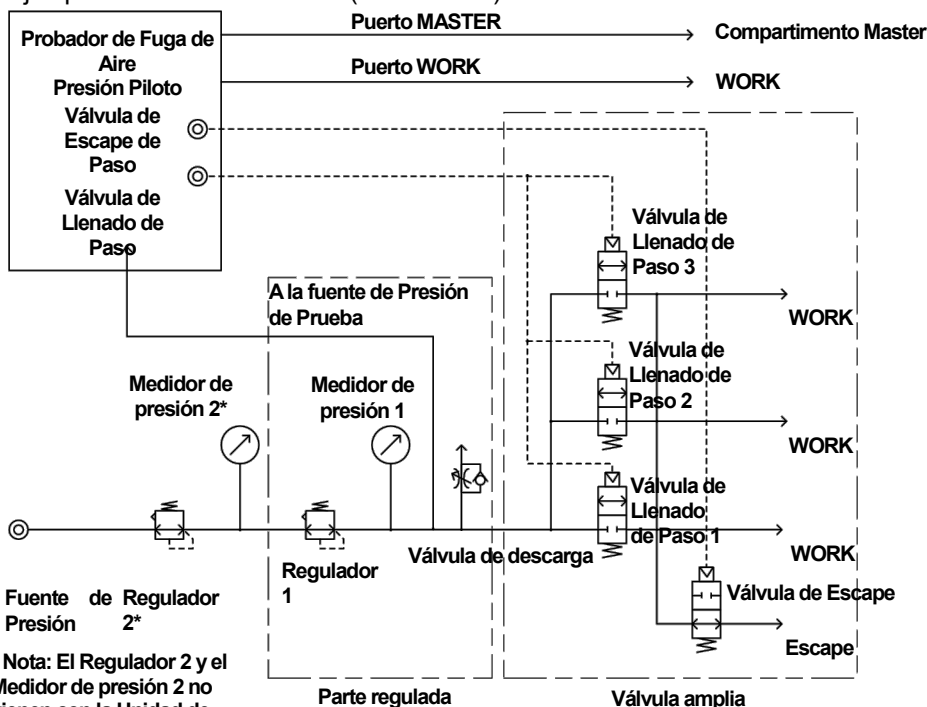 Puerto MASTER
Compartimento Master
Probador de Fuga de
Aire
Presión Piloto
Puerto WORK
WORK
Válvula de
Escape de
Paso
Válvula de
Llenado de
Paso
Válvula de
Llenado de
Paso 3
WORK
A la fuente de Presión
de Prueba
Válvula de
Llenado de
Paso 2
WORK
Medidor de
presión 2*
Medidor de
presión 1
Válvula de
Llenado
de Paso 1
WORK
Válvula de descarga
Regulador
1
Válvula de Escape
Escape
Fuente de Regulador
Presión 2*
Nota: El Regulador 2 y el
Medidor de presión 2 no
Parte regulada
Válvula amplia